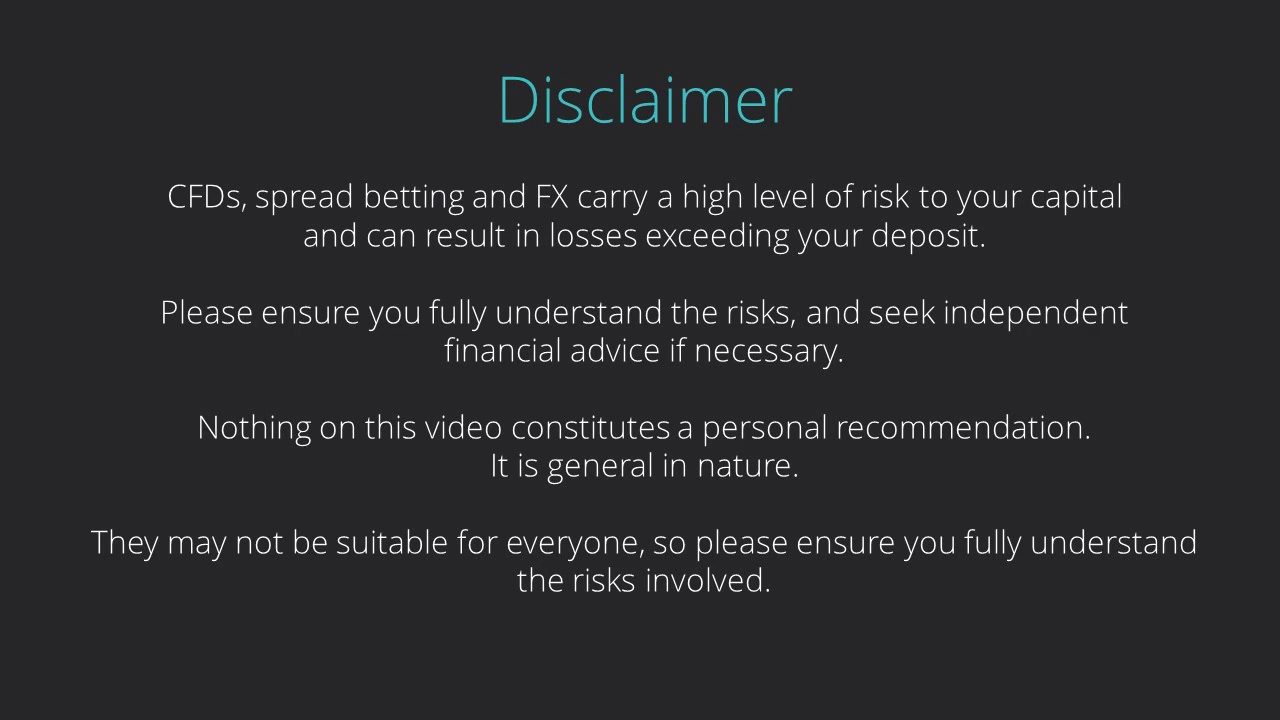 Disclaimer
CFDs, spread betting and FX carry a high level of risk to your capital
and can result in losses exceeding your deposit.
Please ensure you fully understand the risks, and seek independent
financial advice if necessary.
Nothing on this video constitutes a personal recommendation.
It is general in nature.
They may not be suitable for everyone, so please ensure you fully understand
the risks involved.